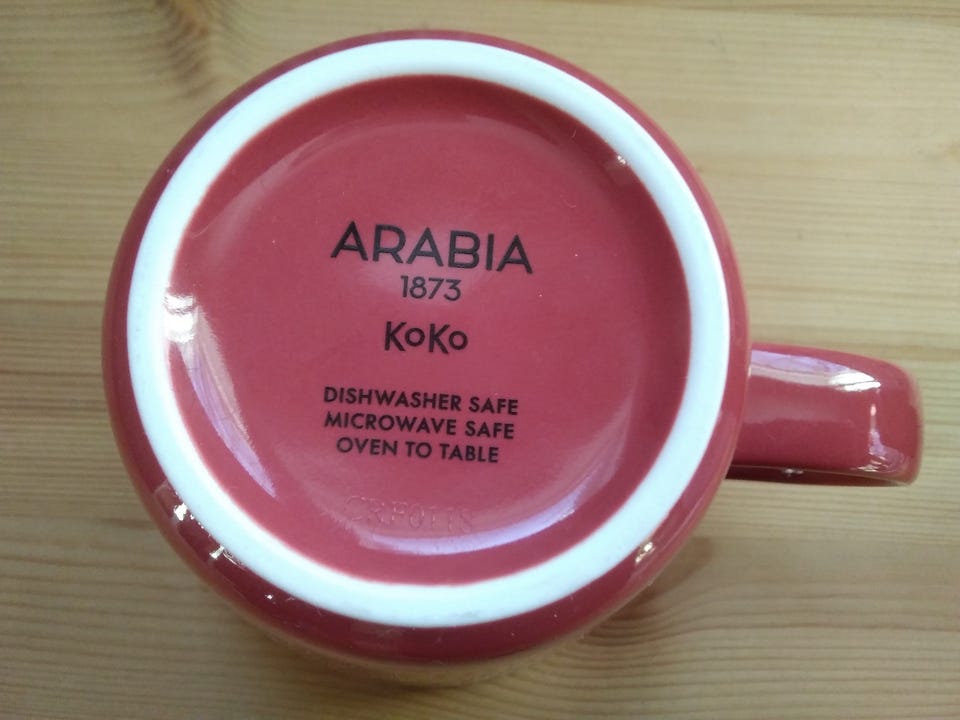 ARABIA
1873
KoKo
DISHWASHER SAFE
MICROWAVE SAFE
OVEN TO TABLE